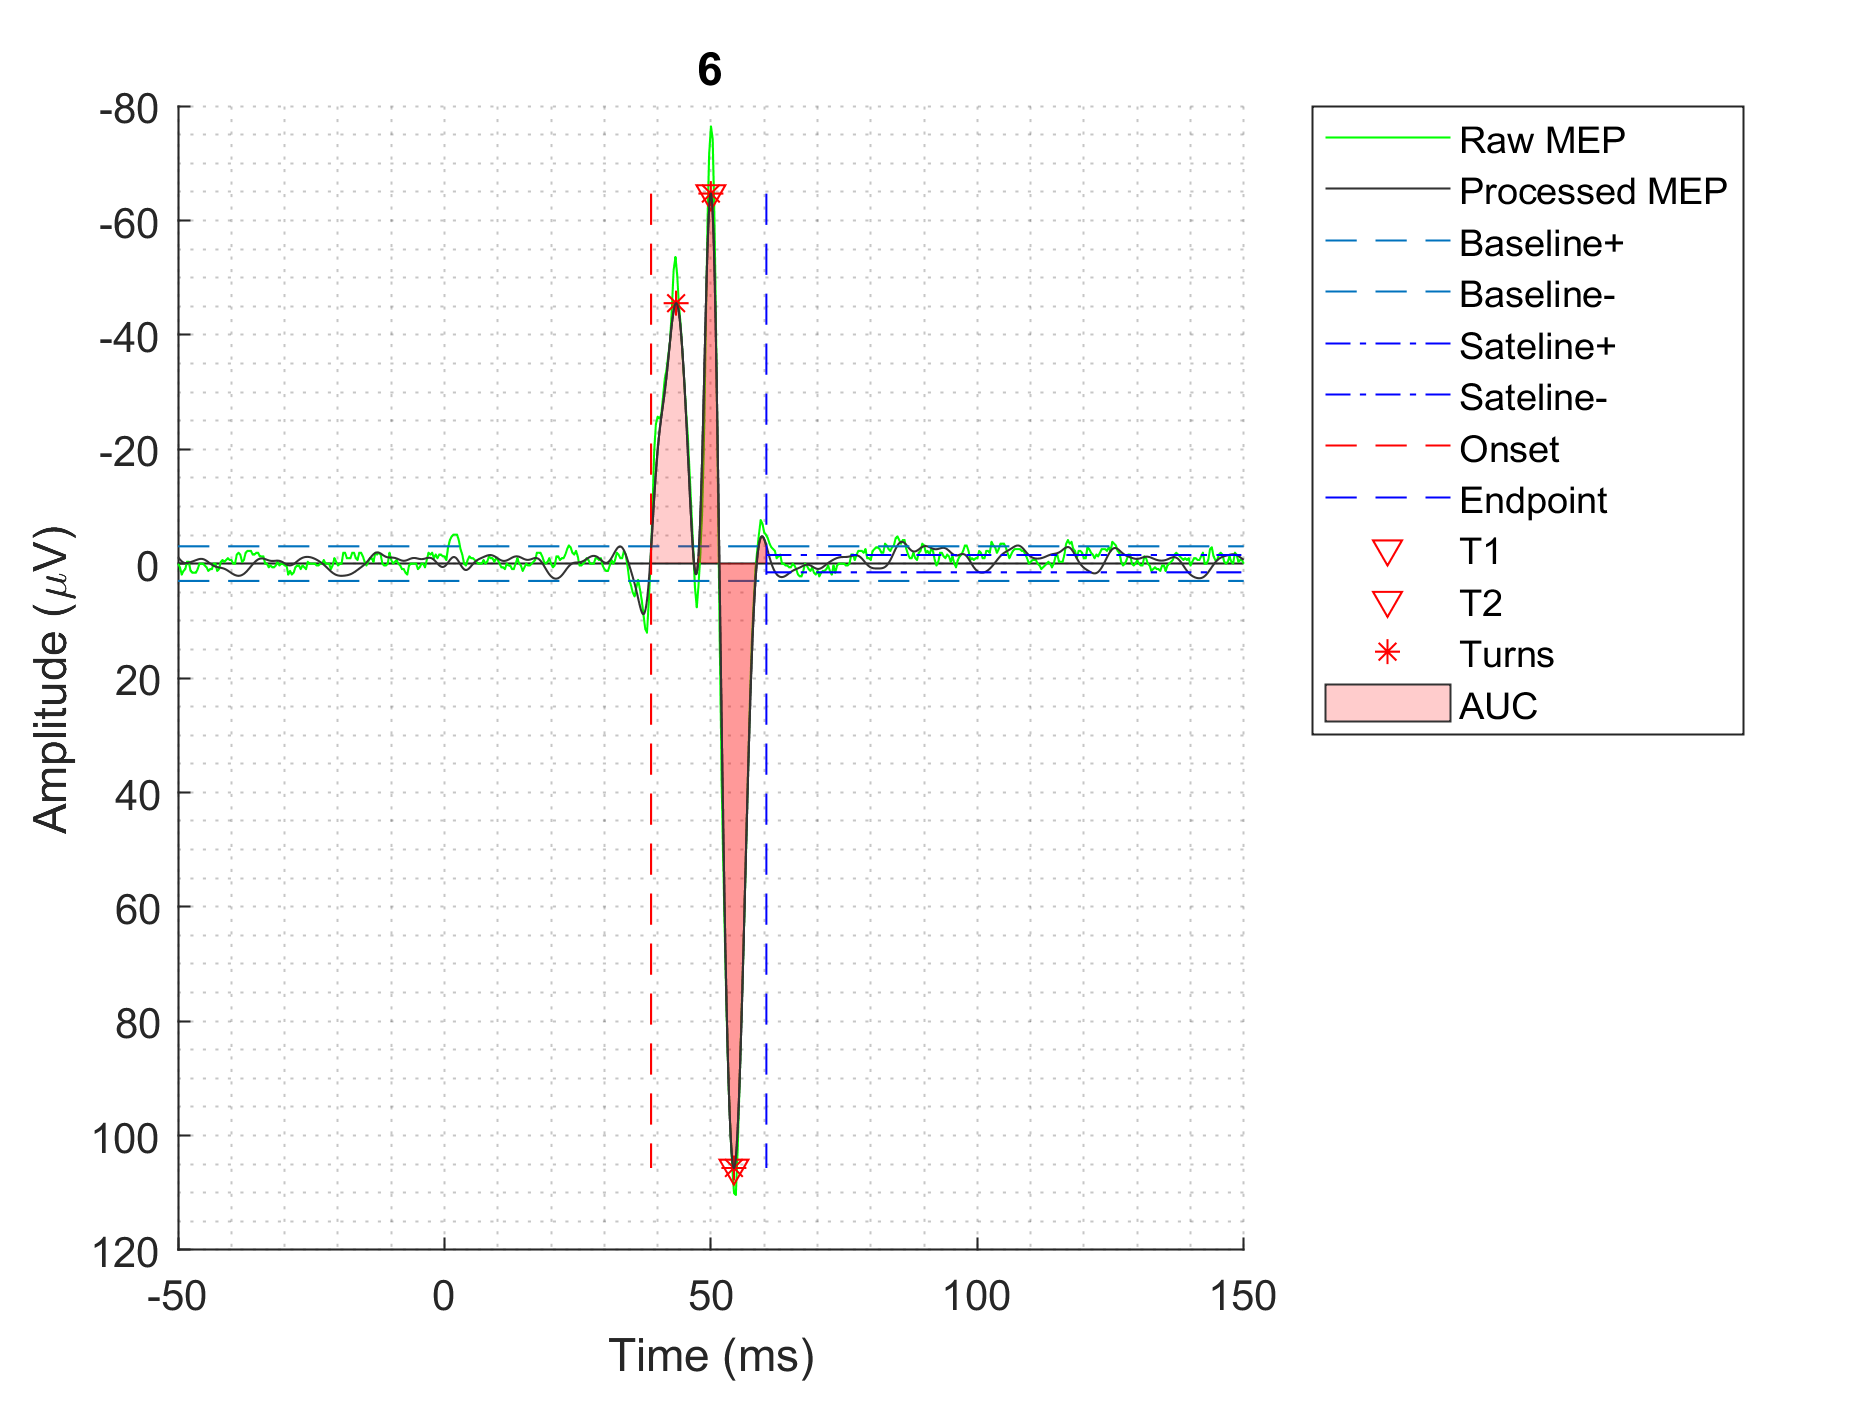 6
-80
-60
-40
-20
0
20
40
60
80
100
120
Amplitude (μV)
-50 0 50 100 150
Time (ms)
Raw MEP
Processed MEP
Baseline+
Baseline-
Sateline+
Sateline-
Onset
Endpoint
T1
T2
Turns
AUC